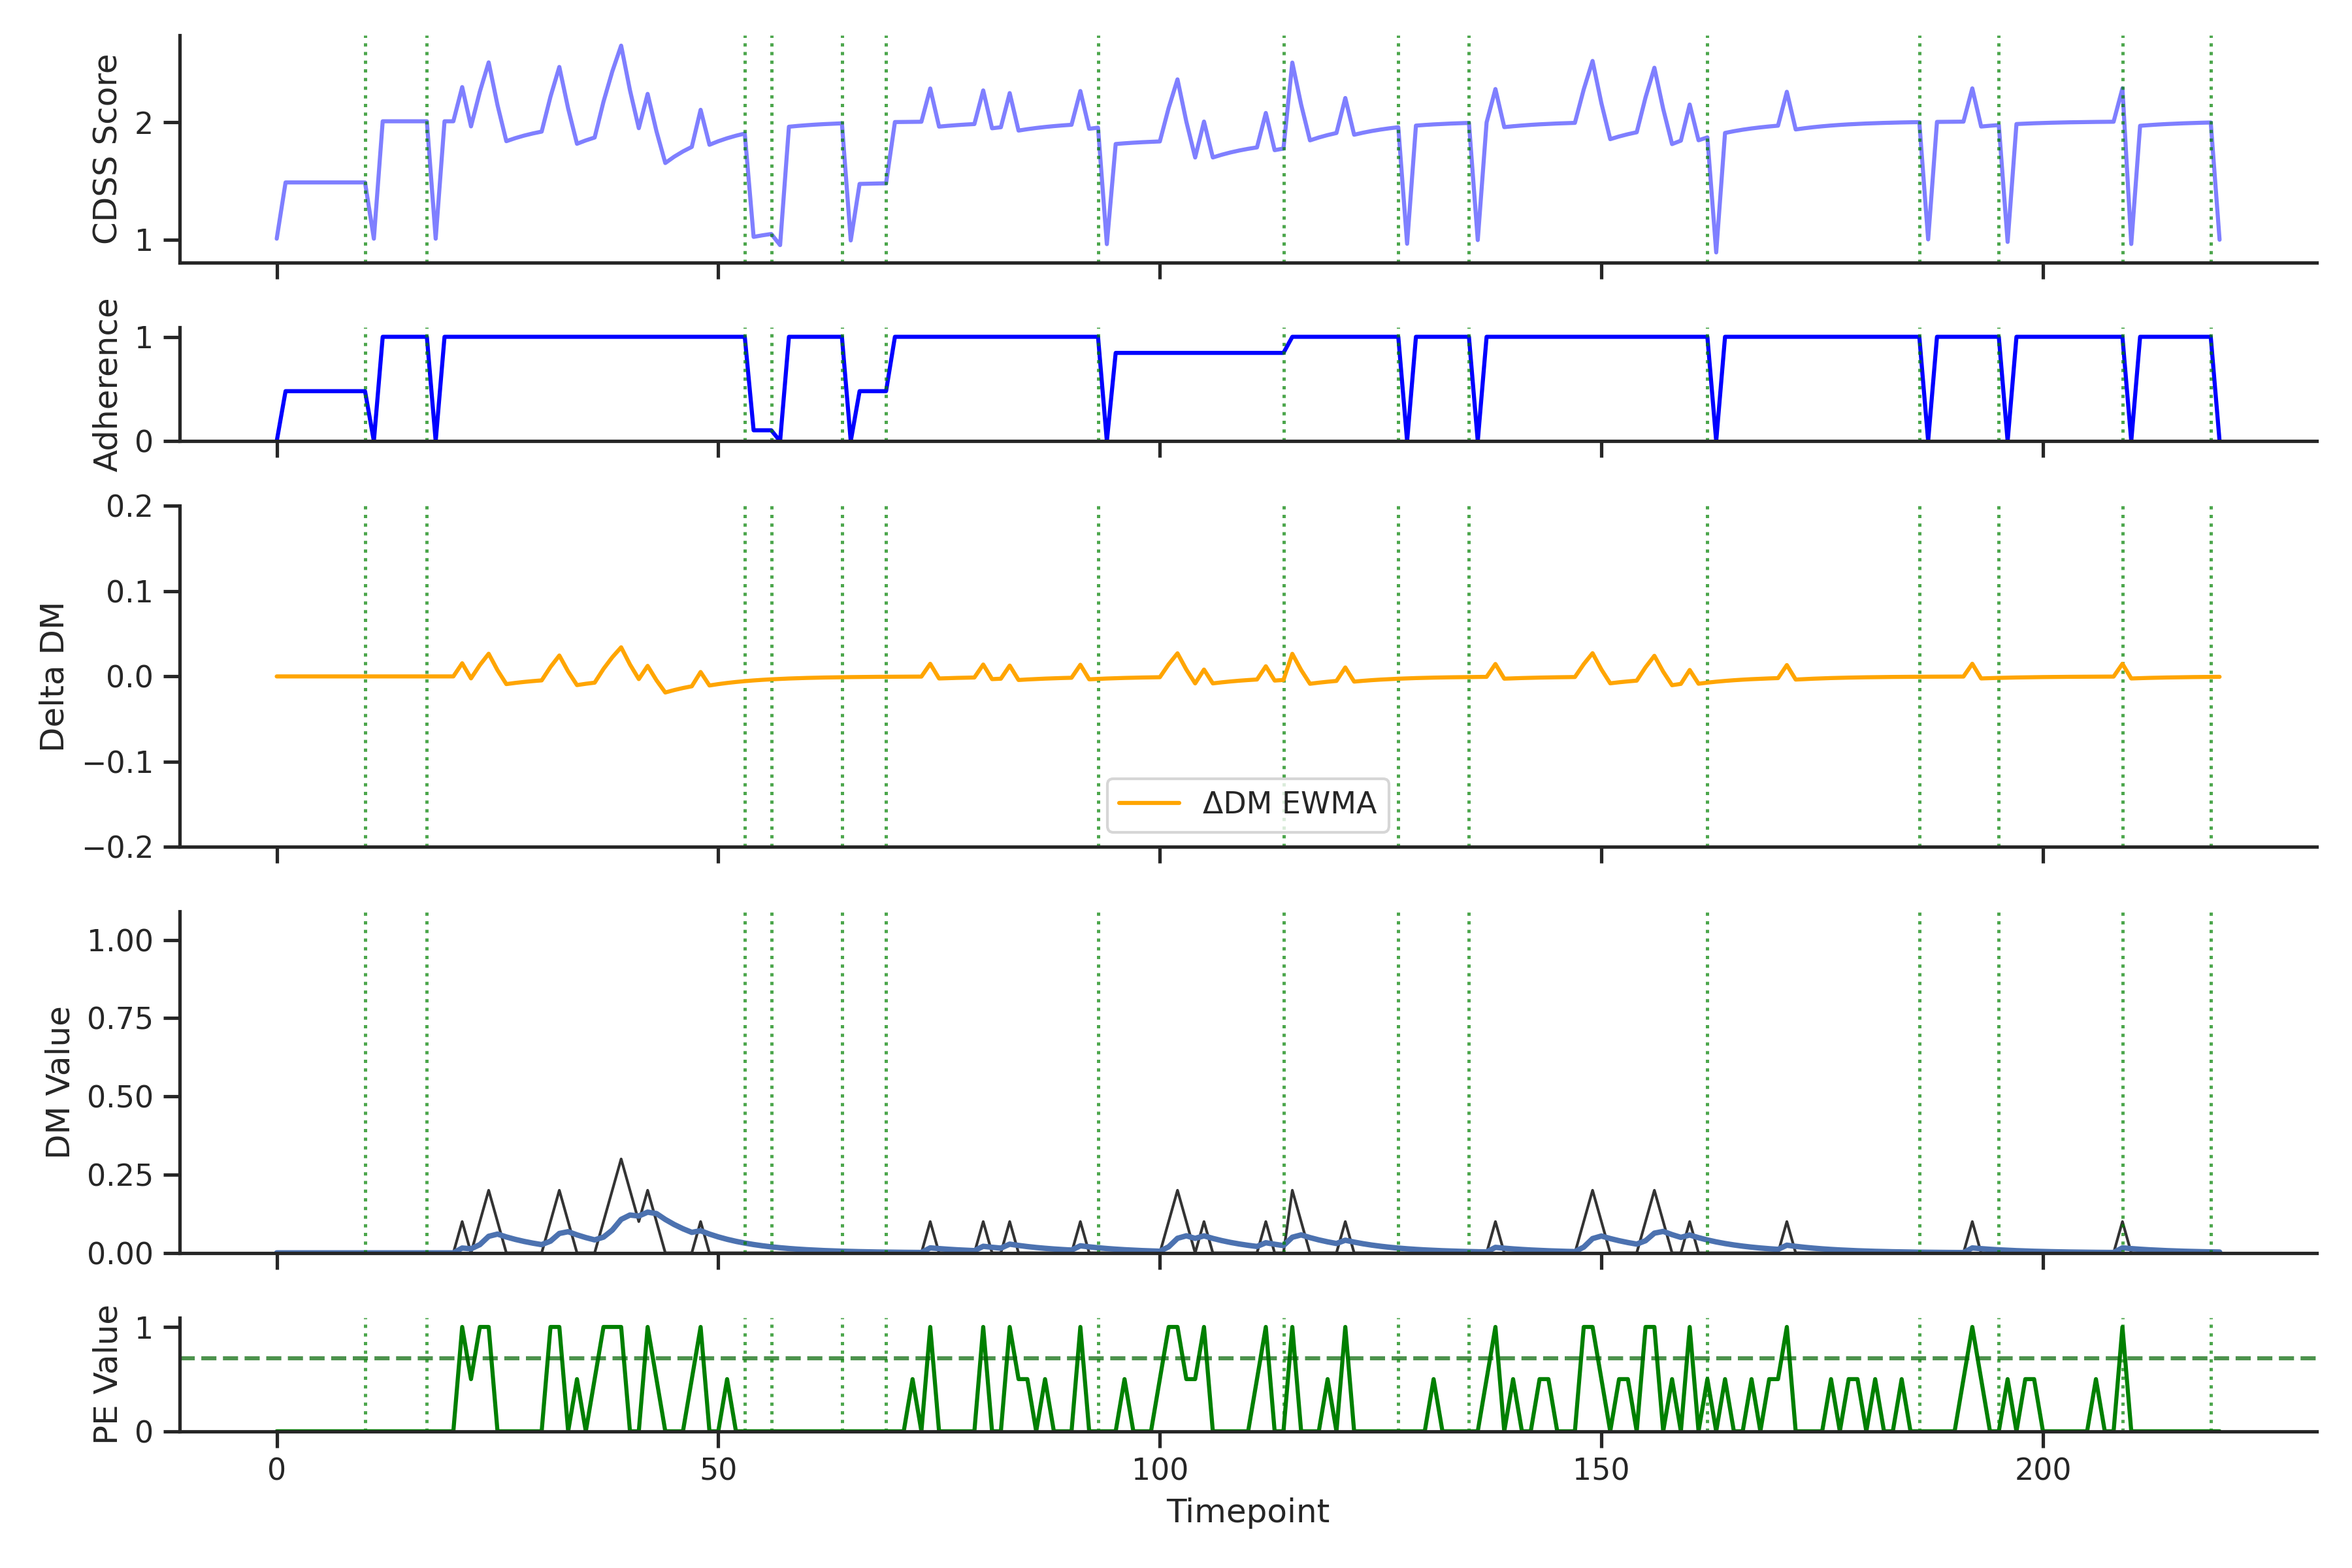 CDSS Score
2
1
Adherence
1
0
Delta DM
0.2
0.1
0.0
−0.1
−0.2
ΔDM EWMA
DM Value
1.00
0.75
0.50
0.25
0.00
PE Value
1
0
0 50 100 150 200
Timepoint